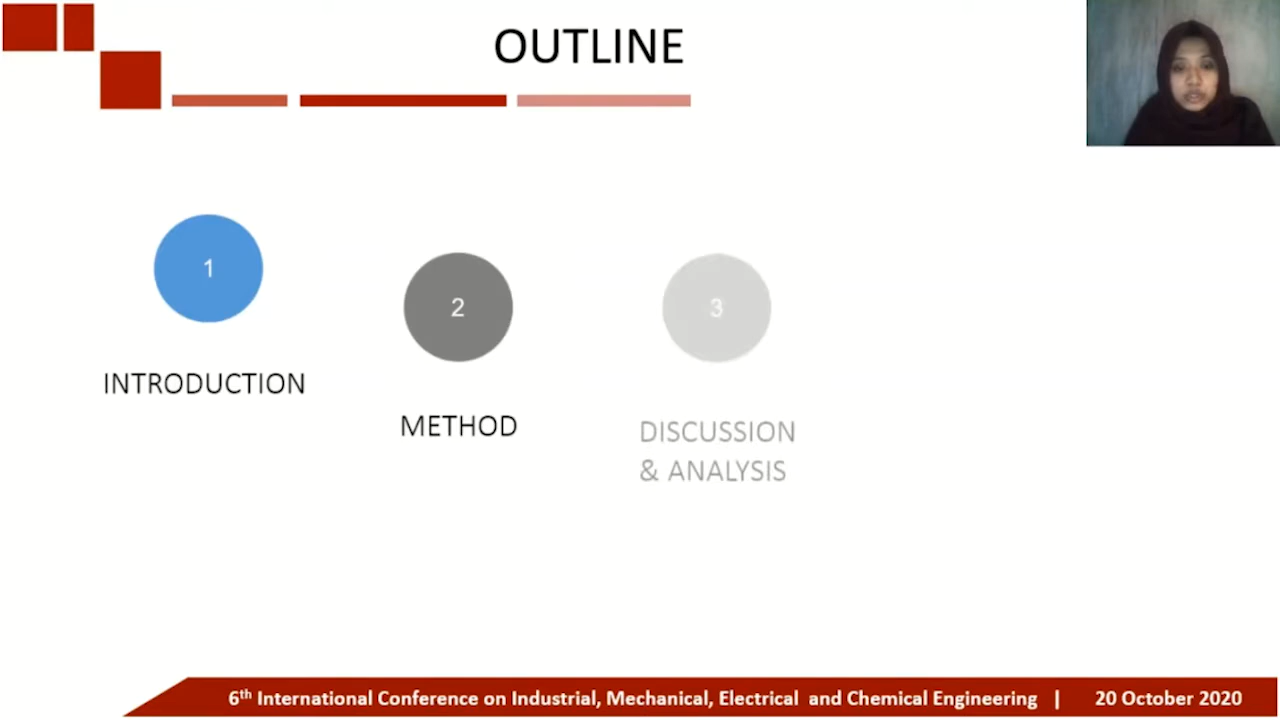 OUTLINE
1
INTRODUCTION
2
METHOD
3
DISCUSSION
& ANALYSIS
6th International Conference on Industrial, Mechanical, Electrical and Chemical Engineering | 20 October 2020